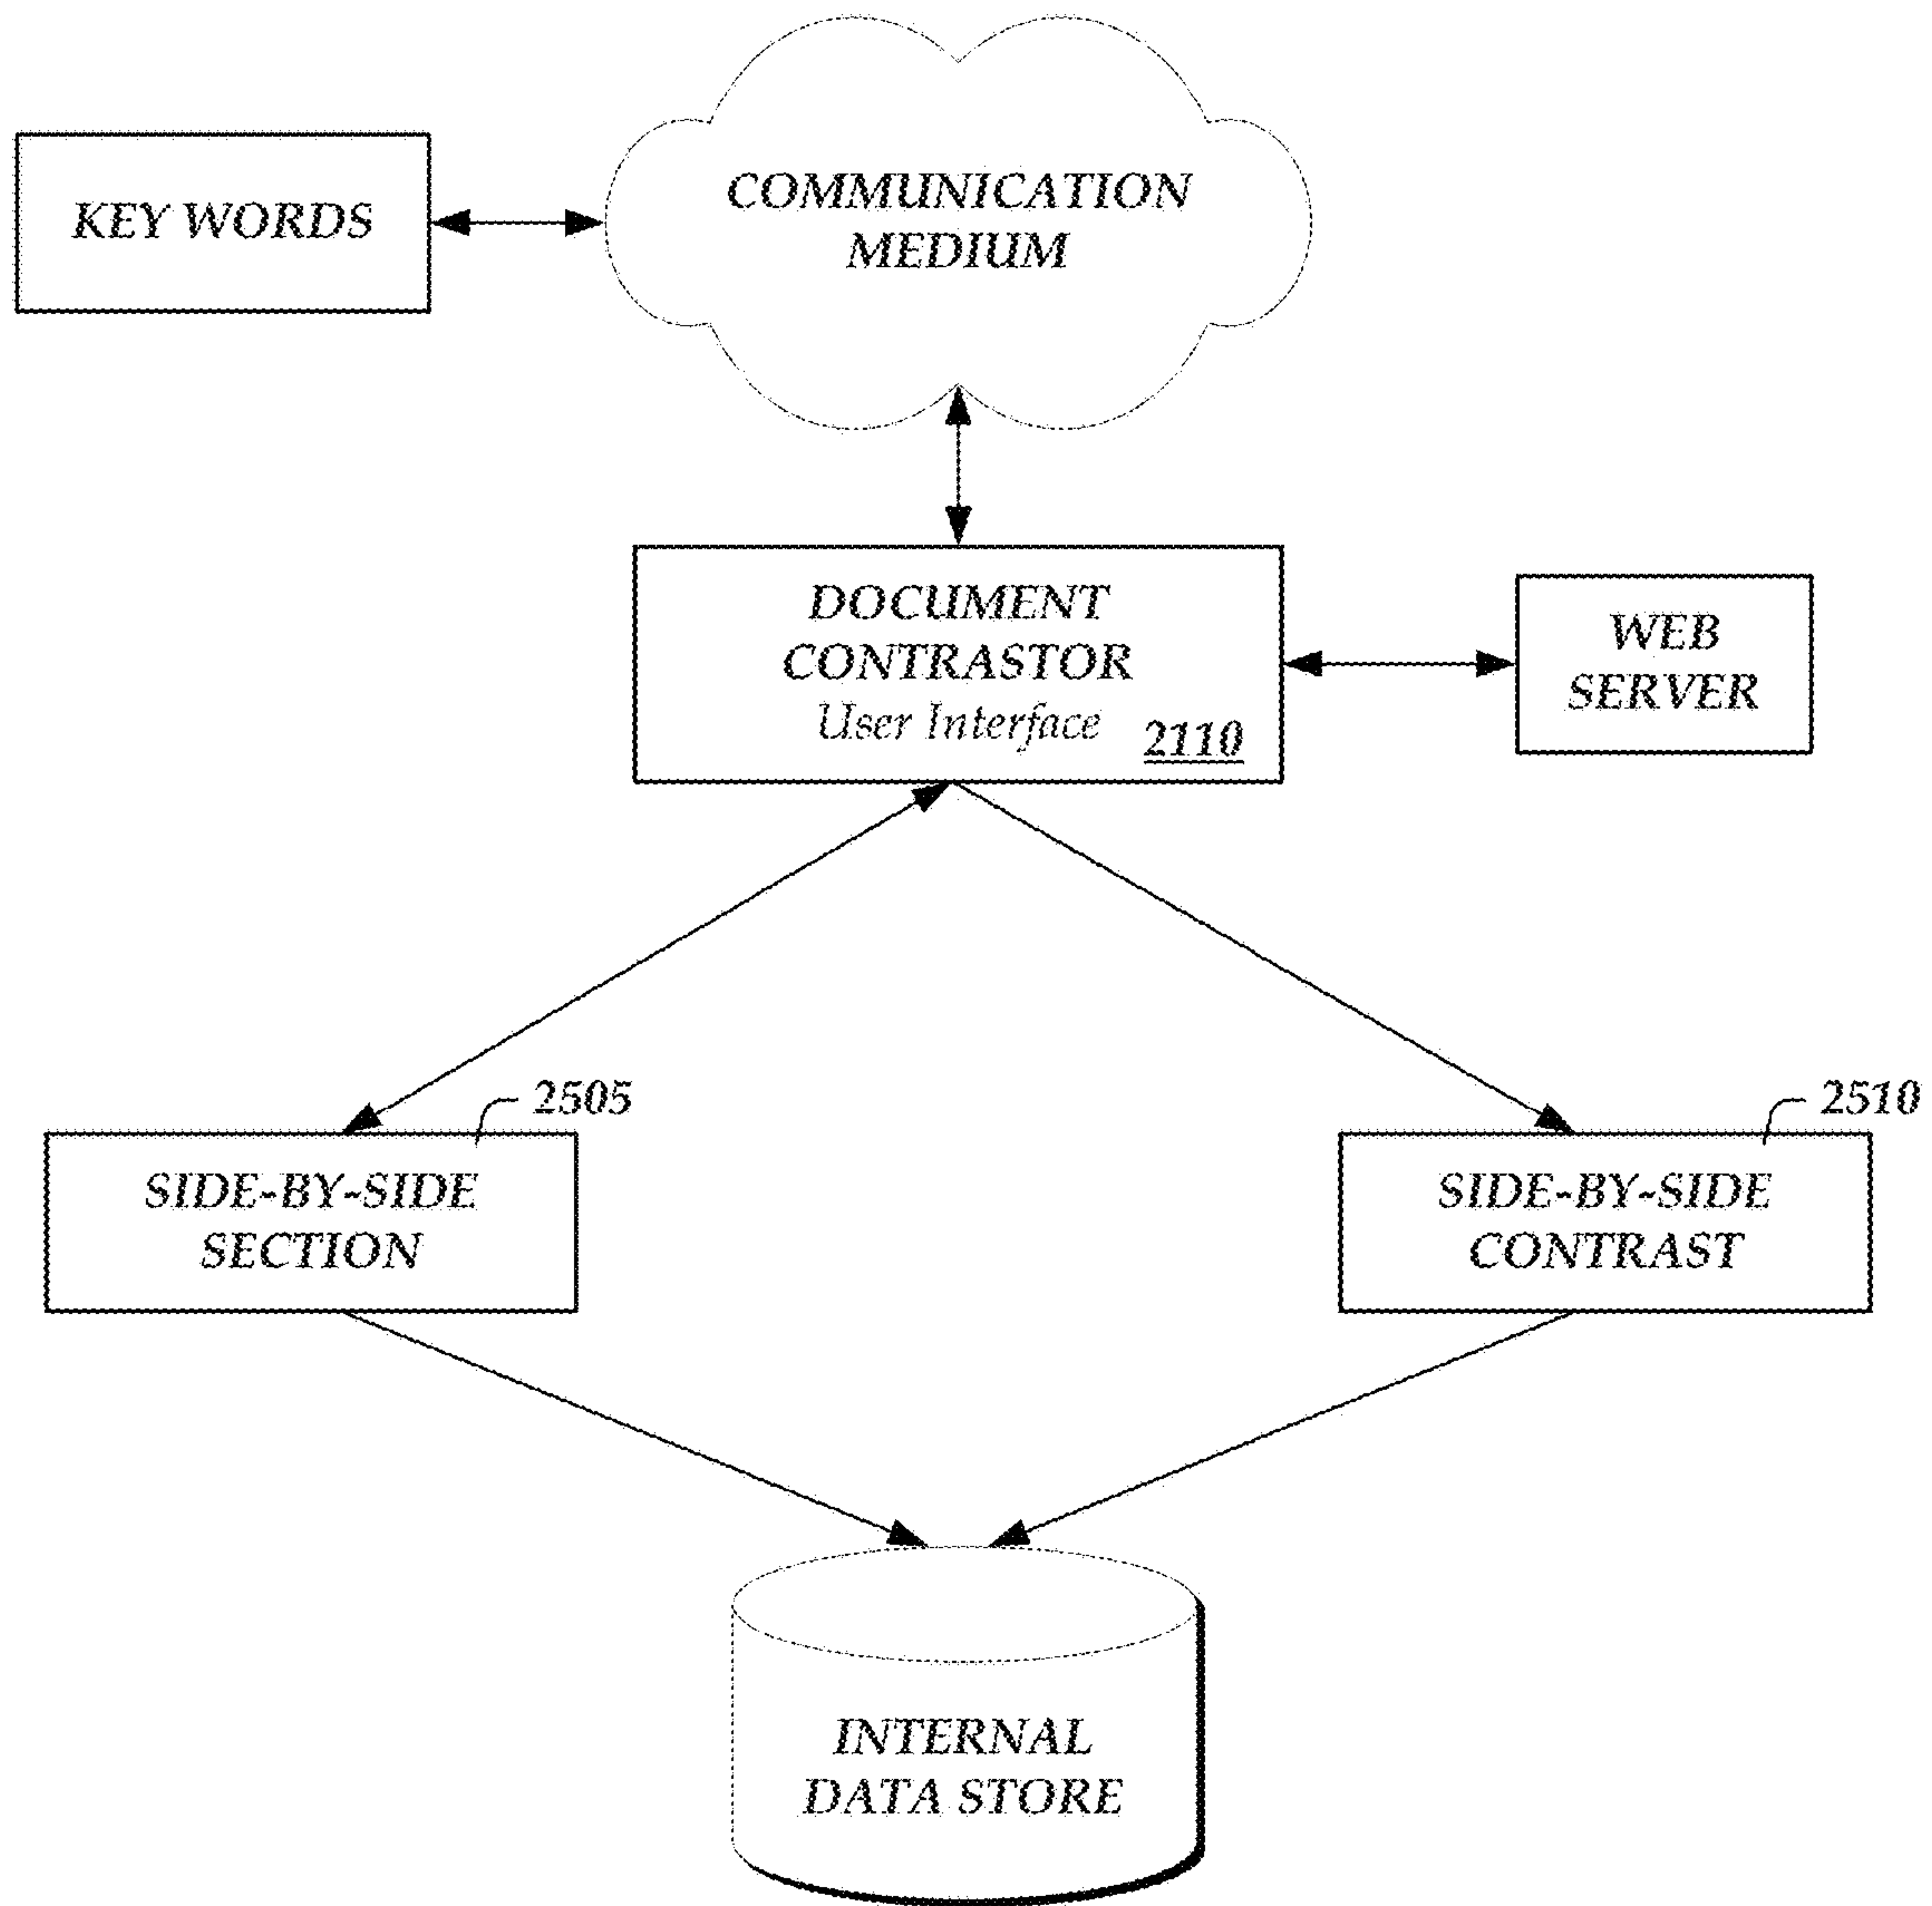 COMMUNICATION
MEDIUM
KEY WORDS
DOCUMENT
CONTRASTOR
User Interface
2110
WEB
SERVER
2505
SIDE-BY-SIDE
SECTION
2510
SIDE-BY-SIDE
CONTRAST
INTERNAL
DATA STORE